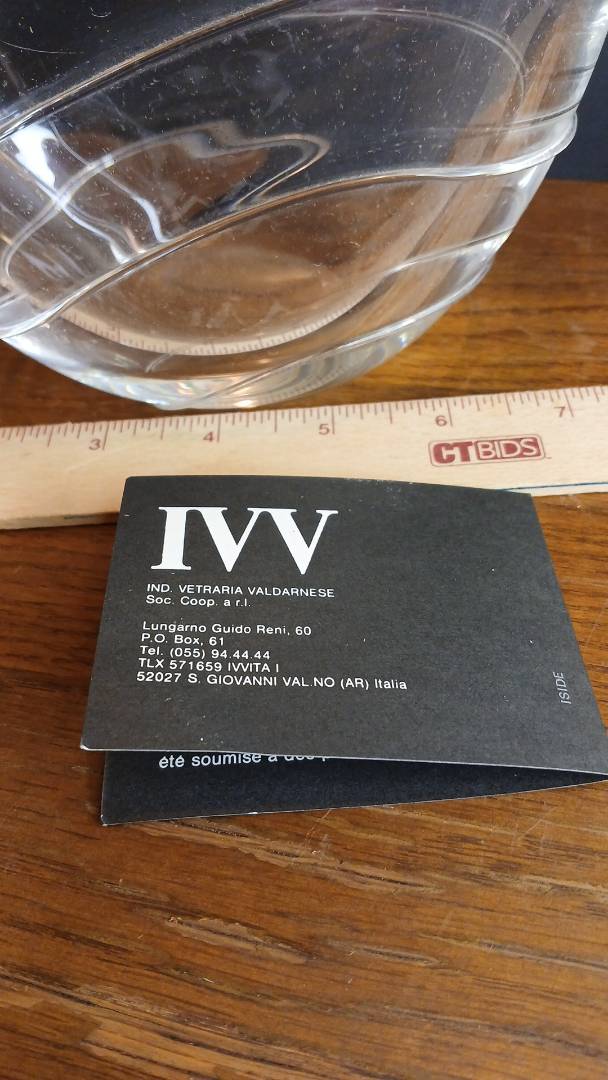 3 4 5 6 7
CTBIDS
IVV
IND. VETRARIA VALDARNESE
Soc. Coop. a r.l.
Lungarno Guido Reni, 60
P.O. Box, 61
Tel. (055) 94.44.44
TLX 571659 IVVITA I
52027 S. GIOVANNI VAL.NO (AR) Italia
ISIDE
été soumise à